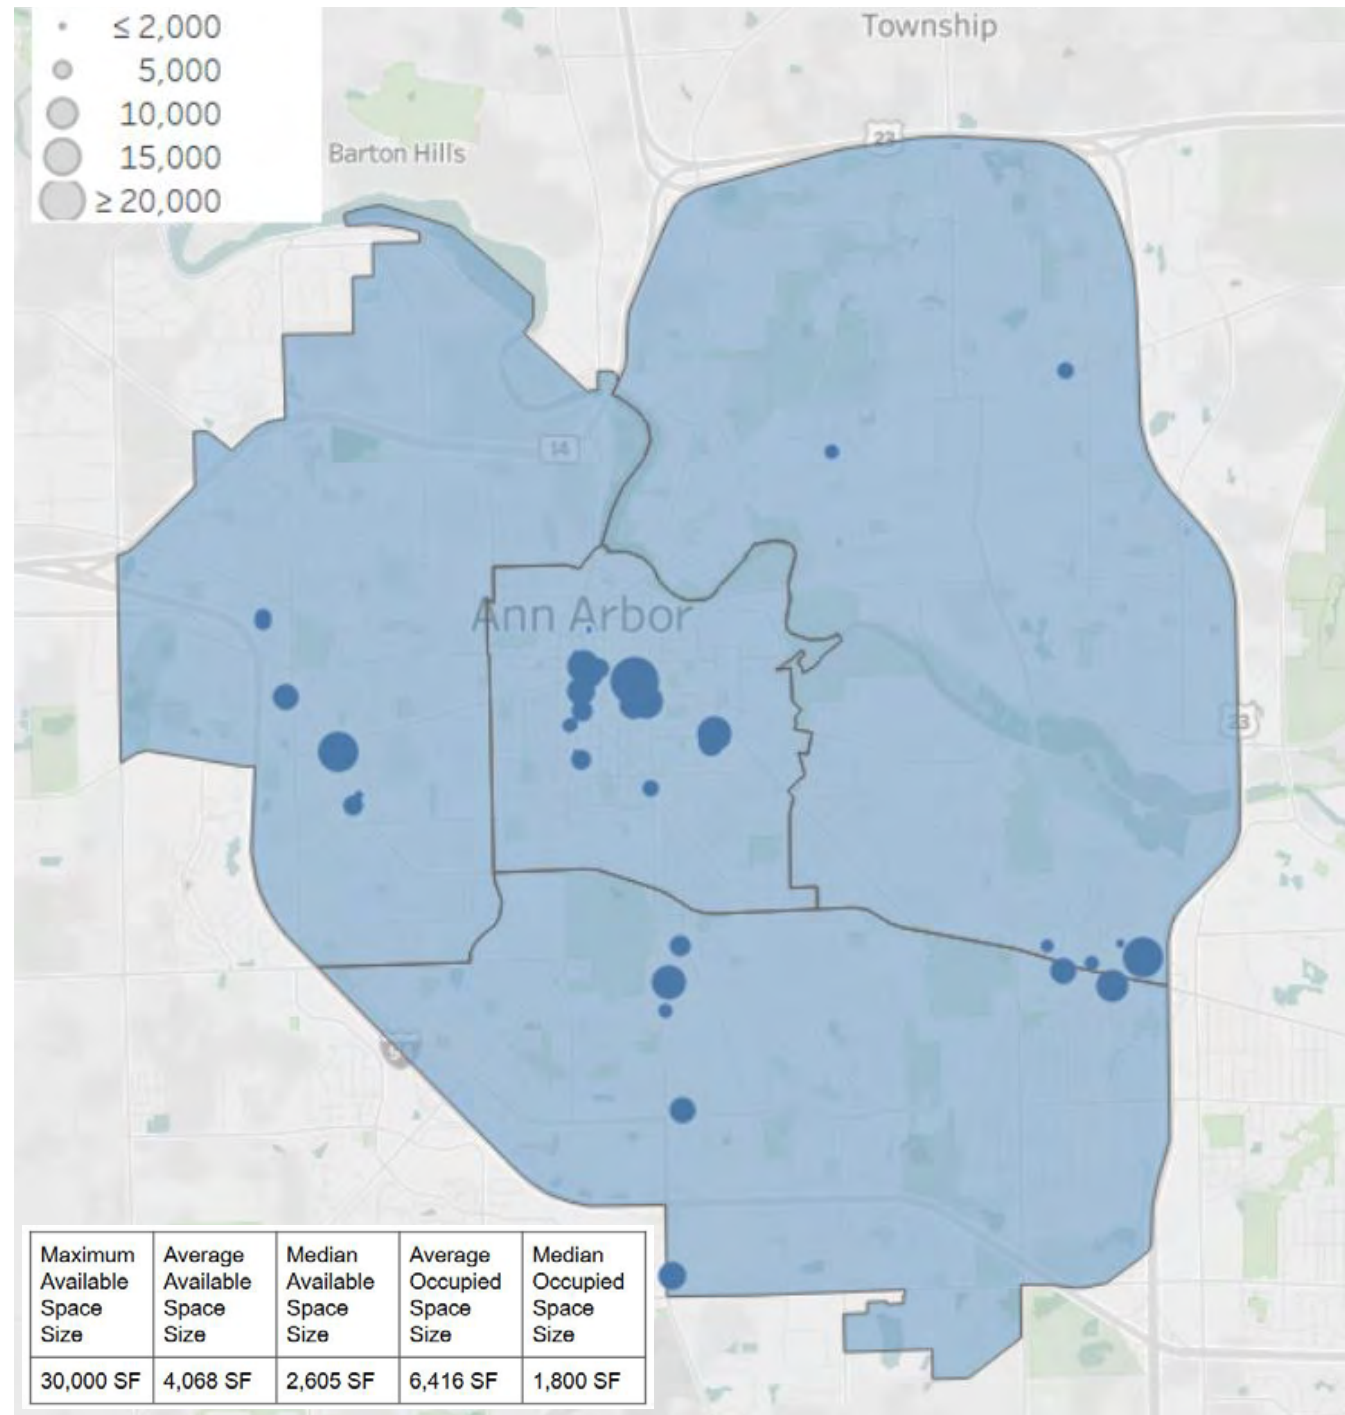 ≤ 2,000
5,000
10,000
15,000
≥ 20,000
Township
23
Barton Hills
14
Ann Arbor
23
Maximum Available Space Size
Average Available Space Size
Median Available Space Size
Average Occupied Space Size
Median Occupied Space Size
30,000 SF
4,068 SF
2,605 SF
6,416 SF
1,800 SF